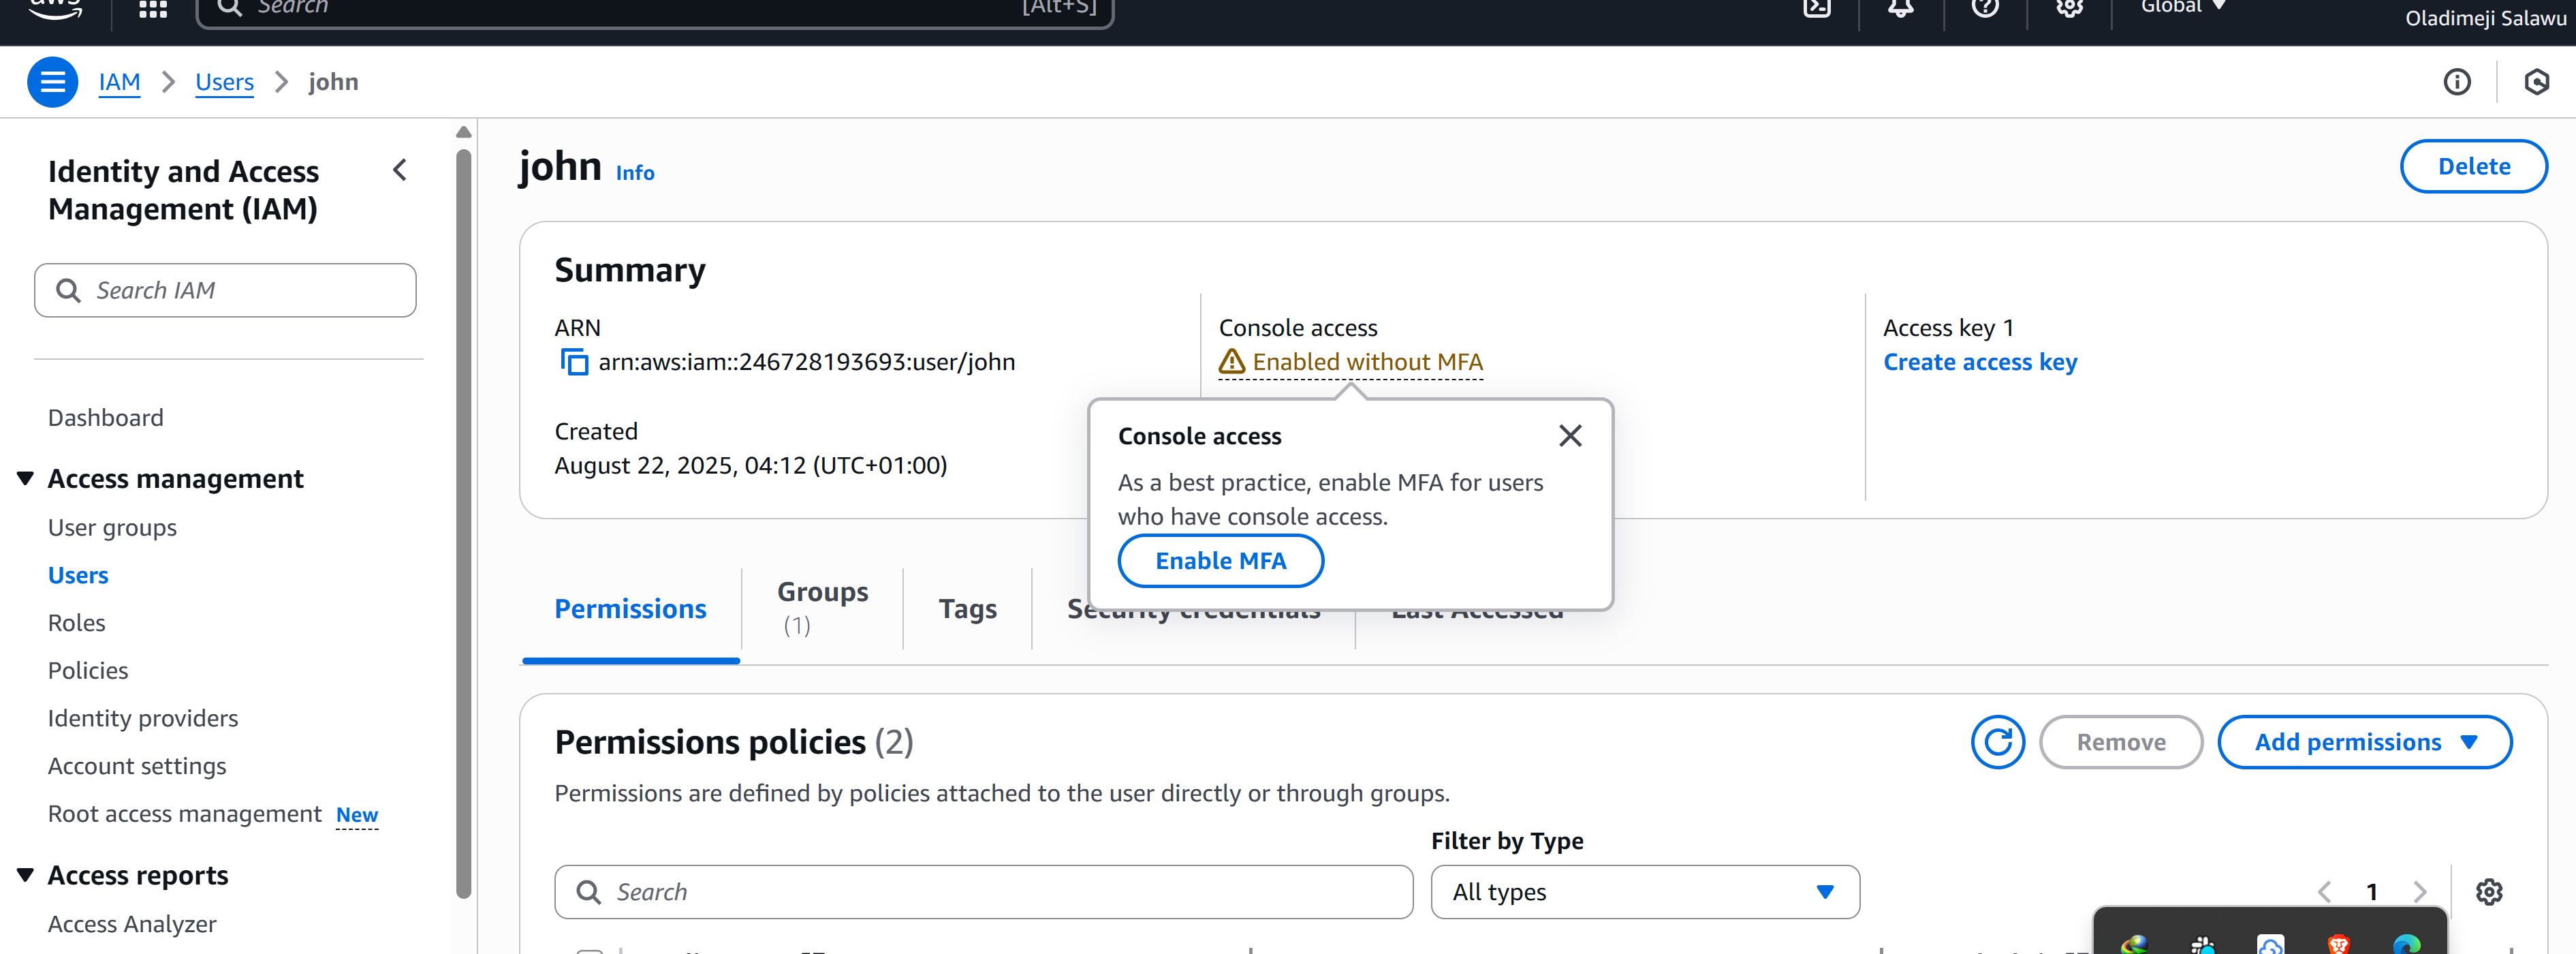 aws
Search
[Alt+S]
Global
Oladimeji Salawu
IAM
Users
john
Identity and Access
Management (IAM)
Search IAM
Dashboard
Access management
User groups
Users
Roles
Policies
Identity providers
Account settings
Root access management New
Access reports
Access Analyzer
john Info
Delete
Summary
ARN
arn:aws:iam::246728193693:user/john
Created
August 22, 2025, 04:12 (UTC+01:00)
Console access
Enabled without MFA
Access key 1
Create access key
Console access
As a best practice, enable MFA for users
who have console access.
Enable MFA
Permissions
Groups
(1)
Tags
Security credentials
Last Accessed
Permissions policies (2)
Remove
Add permissions
Permissions are defined by policies attached to the user directly or through groups.
Filter by Type
Search
All types
1